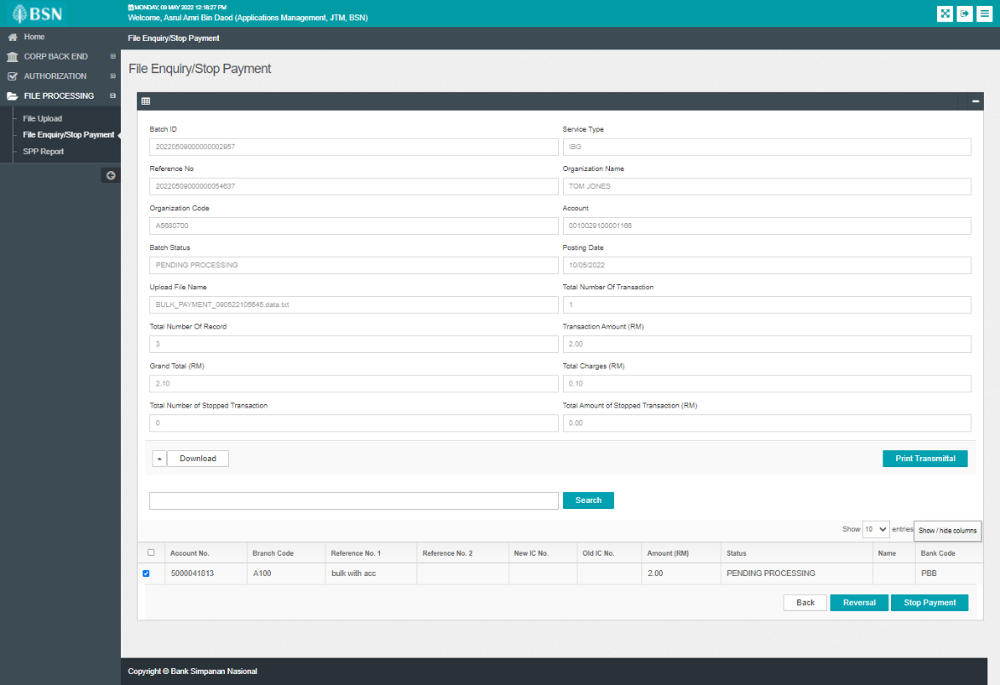 BSN
MONDAY, 09 MAY 2022 12:18:27 PM
Welcome, Asrul Amri Bin Daod (Applications Management, JTM, BSN)
Home
File Enquiry/Stop Payment
CORP BACK END
AUTHORIZATION
FILE PROCESSING
File Upload
File Enquiry/Stop Payment
SPP Report
File Enquiry/Stop Payment
Batch ID
Service Type
20220509000000002957
IBG
Reference No
Organization Name
20220509000000054637
TOM JONES
Organization Code
Account
A5680700
0010029100001166
Batch Status
Posting Date
PENDING PROCESSING
10/05/2022
Upload File Name
Total Number Of Transaction
BULK_PAYMENT_090522105645.data.txt
1
Total Number Of Record
Transaction Amount (RM)
3
2.00
Grand Total (RM)
Total Charges (RM)
2.10
0.10
Total Number of Stopped Transaction
Total Amount of Stopped Transaction (RM)
0
0.00
Download
Print Transmittal
Search
Show 10 entries
Show / hide columns
Account No. Branch Code Reference No. 1 Reference No. 2 New IC No. Old IC No. Amount (RM) Status Name Bank Code
5000041813 A100 bulk with acc 2.00 PENDING PROCESSING PBB
Back Reversal Stop Payment
Copyright © Bank Simpanan Nasional